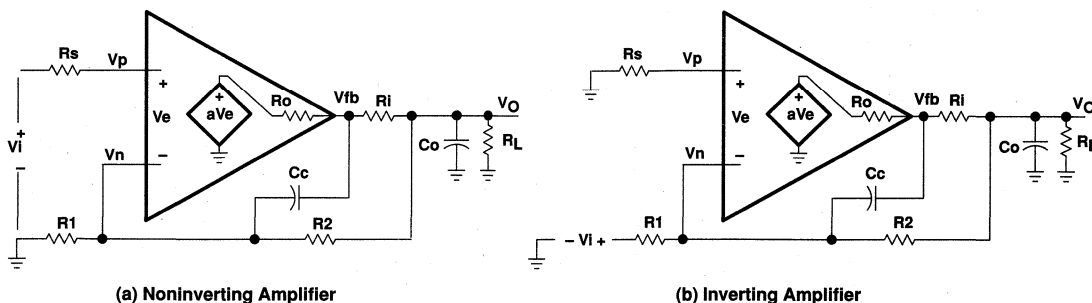 Rs Vp + Ve aVe + Ro Vfb Ri VO
Vi + − Vn − Co RL
Cc
R1 R2
(a) Noninverting Amplifier
Rs Vp + Ve aVe + Ro Vfb Ri VO
Vn − Co RL
Cc
− Vi + R1 R2
(b) Inverting Amplifier